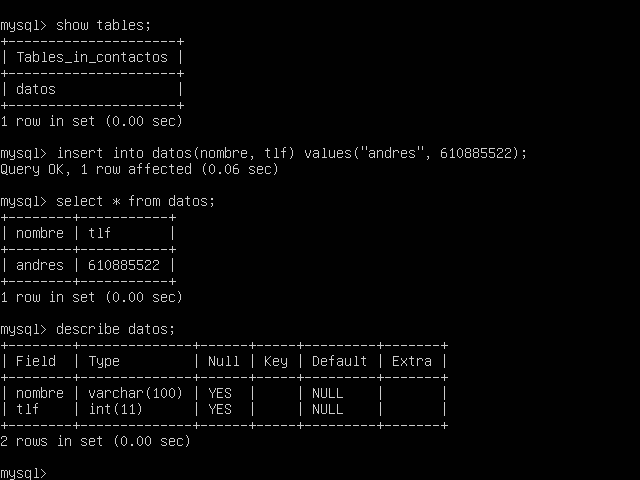 mysql> show tables;
+---------------------+
| Tables_in_contactos |
+---------------------+
| datos               |
+---------------------+
1 row in set (0.00 sec)
mysql> insert into datos(nombre, tlf) values("andres", 610885522);
Query OK, 1 row affected (0.06 sec)
mysql> select * from datos;
+--------+-----------+
| nombre | tlf       |
+--------+-----------+
| andres | 610885522 |
+--------+-----------+
1 row in set (0.00 sec)
mysql> describe datos;
+--------+--------------+------+-----+---------+-------+
| Field  | Type         | Null | Key | Default | Extra |
+--------+--------------+------+-----+---------+-------+
| nombre | varchar(100) | YES  |     | NULL    |       |
| tlf    | int(11)      | YES  |     | NULL    |       |
+--------+--------------+------+-----+---------+-------+
2 rows in set (0.00 sec)
mysql>